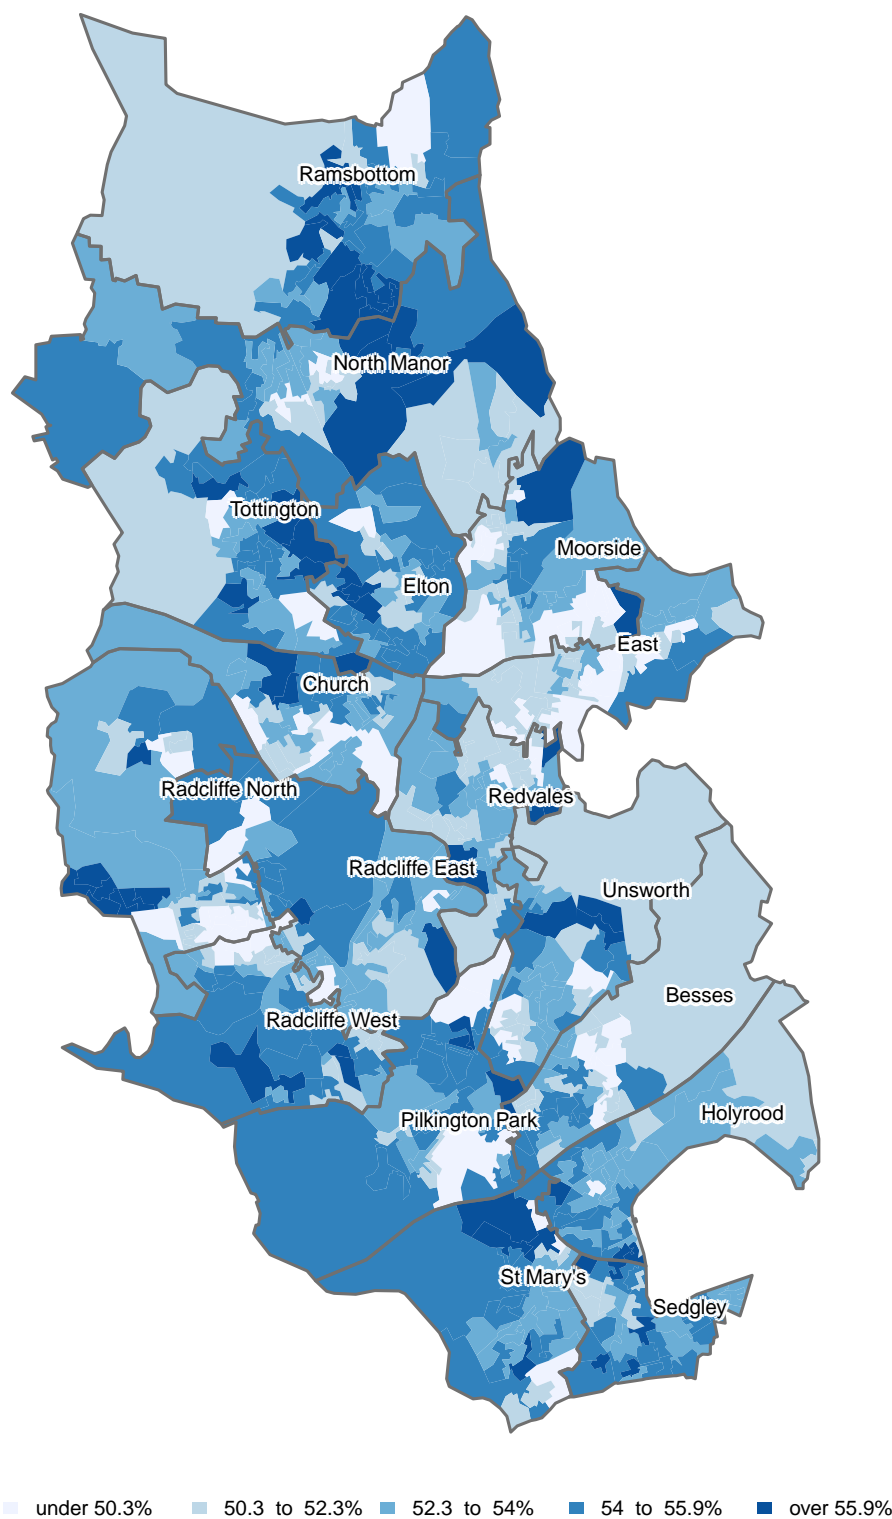 Ramsbottom
North Manor
Tottington
Moorside
Elton
East
Church
Radcliffe North
Redvales
Radcliffe East
Unsworth
Besses
Radcliffe West
Holyrood
Pilkington Park
St Mary's
Sedgley
under 50.3% 50.3 to 52.3% 52.3 to 54% 54 to 55.9% over 55.9%